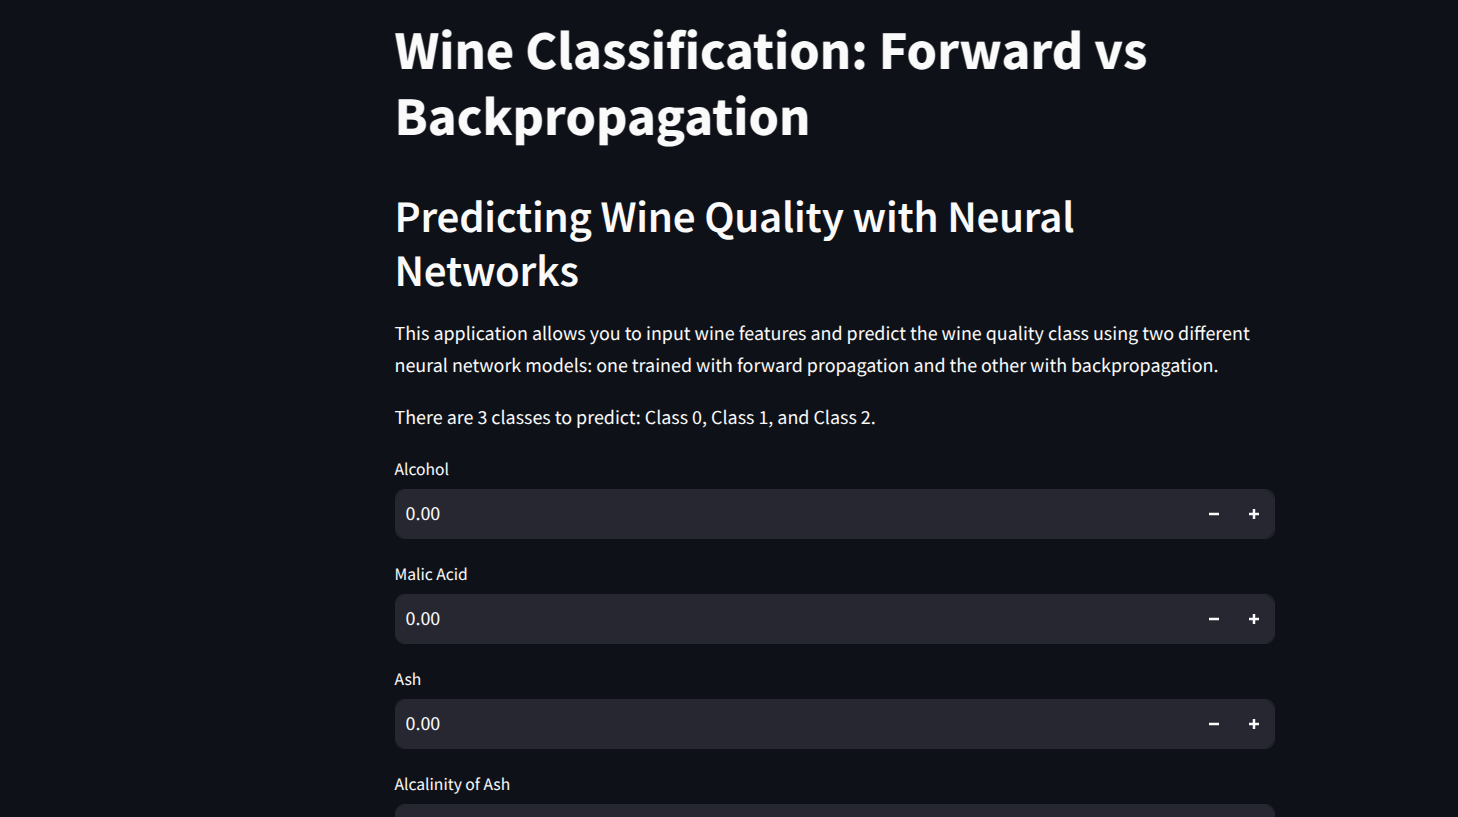 Wine Classification: Forward vs
Backpropagation
Predicting Wine Quality with Neural
Networks
This application allows you to input wine features and predict the wine quality class using two different
neural network models: one trained with forward propagation and the other with backpropagation.
There are 3 classes to predict: Class 0, Class 1, and Class 2.
Alcohol
0.00
Malic Acid
0.00
Ash
0.00
Alcalinity of Ash